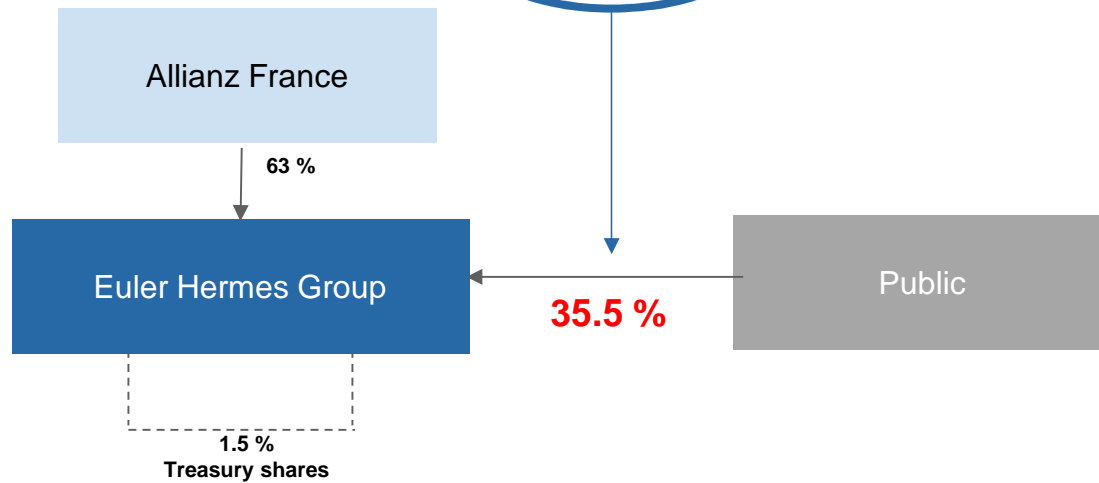 Allianz France
63 %
Euler Hermes Group
35.5 %
Public
1.5 %
Treasury shares